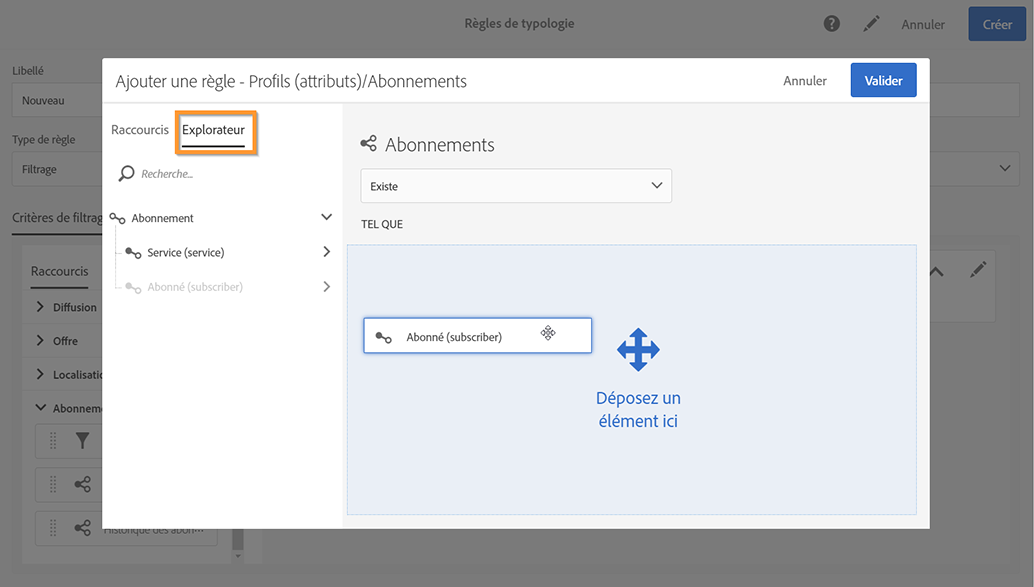 Règles de typologie
Annuler
Créer
Libellé
Nouveau
Type de règle
Filtrage
Critères de filtrag
Raccourcis
Diffusion
Offre
Localisatio
Abonnem
Historique des abon...
Ajouter une règle - Profils (attributs)/Abonnements
Annuler
Valider
Raccourcis
Explorateur
Recherche...
Abonnement
Service (service)
Abonné (subscriber)
Abonnements
Existe
TEL QUE
Abonné (subscriber)
Déposez un
élément ici